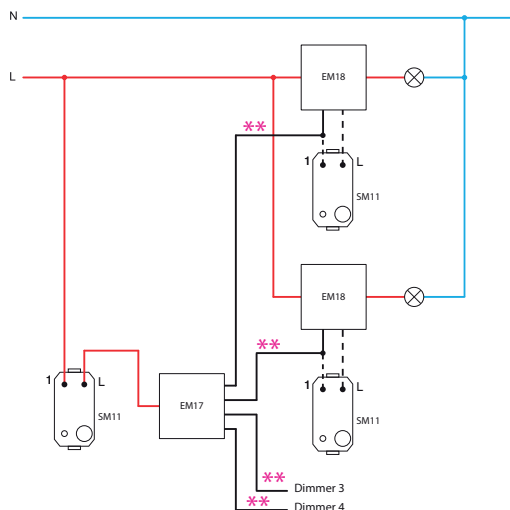 N
L
EM18
**
1
L
SM11
EM18
**
1
L
SM11
1
L
SM11
EM17
**
Dimmer 3
**
Dimmer 4